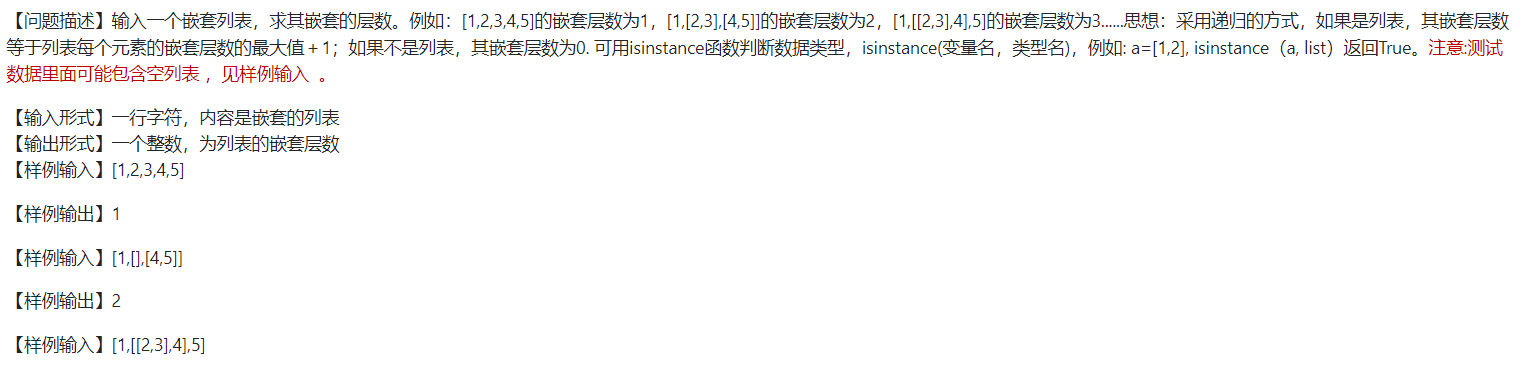 【问题描述】输入一个嵌套列表，求其嵌套的层数。例如：[1,2,3,4,5]的嵌套层数为1，[1,[2,3],[4,5]]的嵌套层数为2，[1,[[2,3],4],5]的嵌套层数为3......思想：采用递归的方式，如果是列表，其嵌套层数
等于列表每个元素的嵌套层数的最大值＋1；如果不是列表，其嵌套层数为0. 可用isinstance函数判断数据类型，isinstance(变量名，类型名)，例如: a=[1,2], isinstance（a, list）返回True。注意:测试
数据里面可能包含空列表 ，见样例输入 。
【输入形式】一行字符，内容是嵌套的列表
【输出形式】一个整数，为列表的嵌套层数
【样例输入】[1,2,3,4,5]
【样例输出】1
【样例输入】[1,[],[4,5]]
【样例输出】2
【样例输入】[1,[[2,3],4],5]